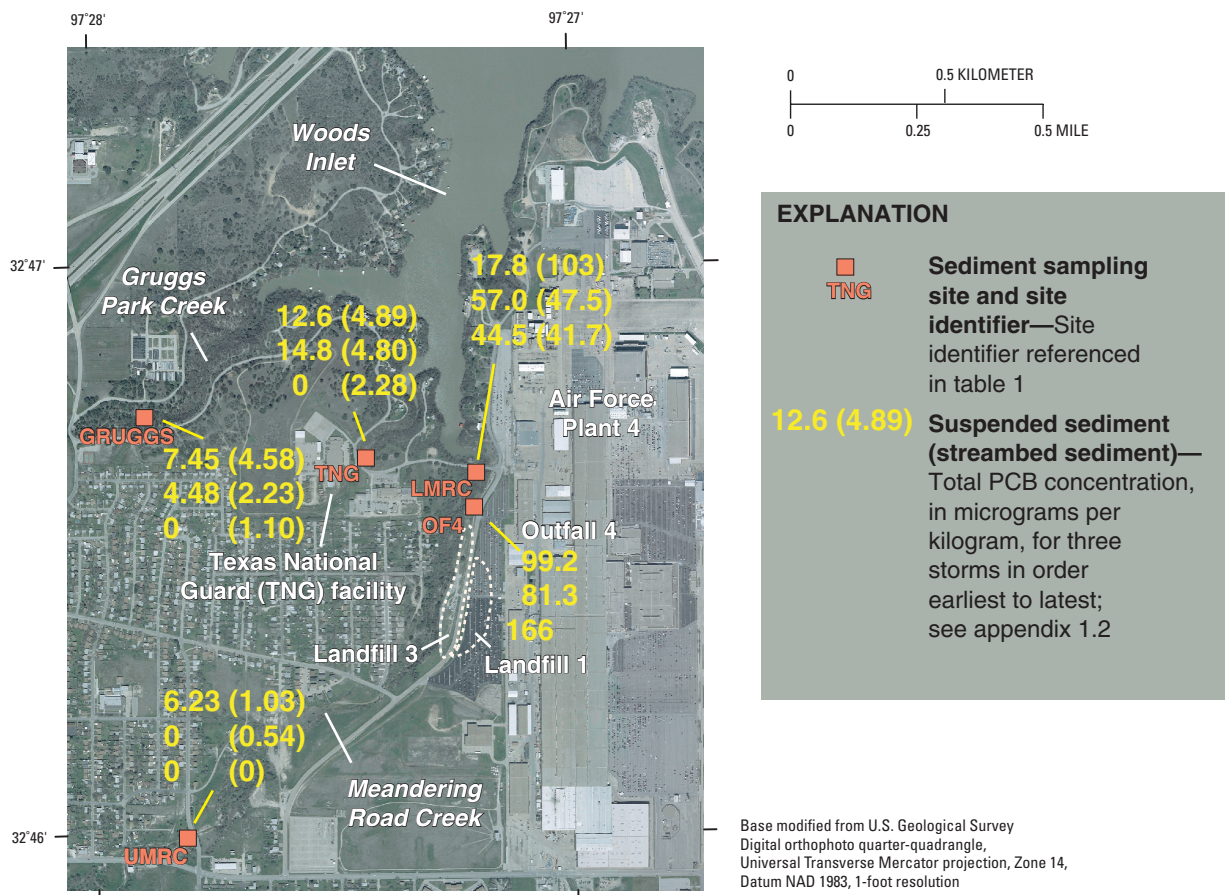 97˚28'
97˚27'
0
0.5 KILOMETER
0
0.25
0.5 MILE
Woods
Inlet
32˚47'
Gruggs
Park Creek
17.8 (103)
57.0 (47.5)
44.5 (41.7)
12.6 (4.89)
14.8 (4.80)
0 (2.28)
Air Force
Plant 4
GRUGGS
7.45 (4.58)
4.48 (2.23)
0 (1.10)
TNG
LMRC
OF4
Texas National
Guard (TNG) facility
Outfall 4
99.2
81.3
166
Landfill 3
Landfill 1
6.23 (1.03)
0 (0.54)
0 (0)
Meandering
Road Creek
32˚46'
UMRC
EXPLANATION
TNG
Sediment sampling
site and site
identifier—Site
identifier referenced
in table 1
12.6 (4.89)
Suspended sediment
(streambed sediment)—
Total PCB concentration,
in micrograms per
kilogram, for three
storms in order
earliest to latest;
see appendix 1.2
Base modified from U.S. Geological Survey
Digital orthophoto quarter-quadrangle,
Universal Transverse Mercator projection, Zone 14,
Datum NAD 1983, 1-foot resolution